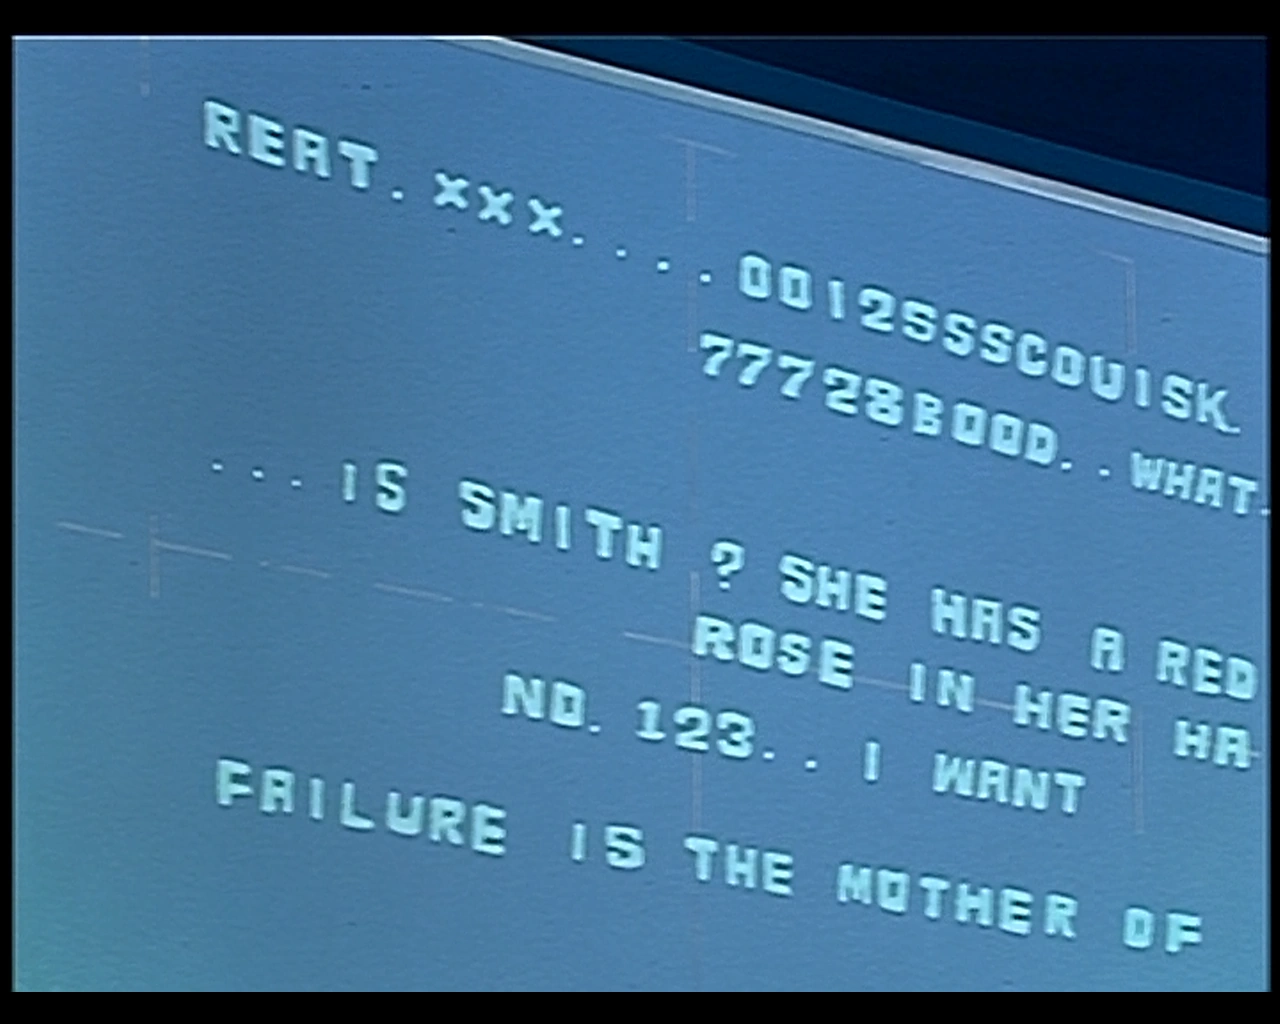 REAT.XXX....00125SSCDUISK.
77728BOOD..WHAT.
...IS SMITH ? SHE HAS A RED
ROSE IN HER HA
NO. 123.. I WANT
FAILURE IS THE MOTHER OF